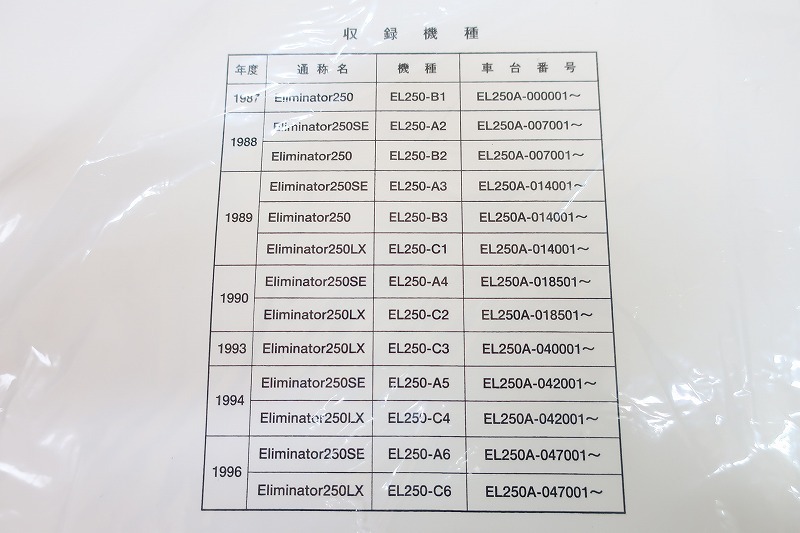 収録機種
年度 通称名 機種 車台番号
1987 Eliminator250 EL250-B1 EL250A-000001～
1988 Eliminator250SE EL250-A2 EL250A-007001～
Eliminator250 EL250-B2 EL250A-007001～
1989 Eliminator250SE EL250-A3 EL250A-014001～
Eliminator250 EL250-B3 EL250A-014001～
Eliminator250LX EL250-C1 EL250A-014001～
1990 Eliminator250SE EL250-A4 EL250A-018501～
Eliminator250LX EL250-C2 EL250A-018501～
1993 Eliminator250LX EL250-C3 EL250A-040001～
1994 Eliminator250SE EL250-A5 EL250A-042001～
Eliminator250LX EL250-C4 EL250A-042001～
1996 Eliminator250SE EL250-A6 EL250A-047001～
Eliminator250LX EL250-C6 EL250A-047001～